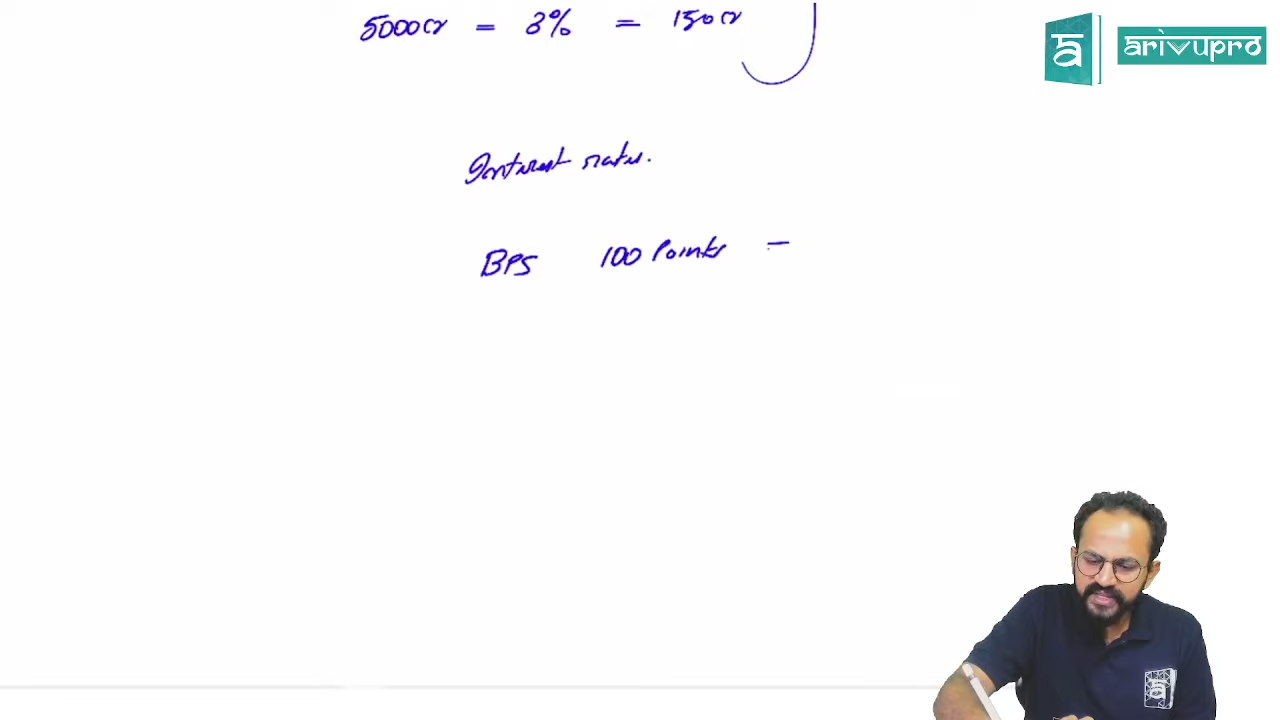 5000cr = 3% = 150cr
arivupro
Interest rates.
BPS 100 Points =